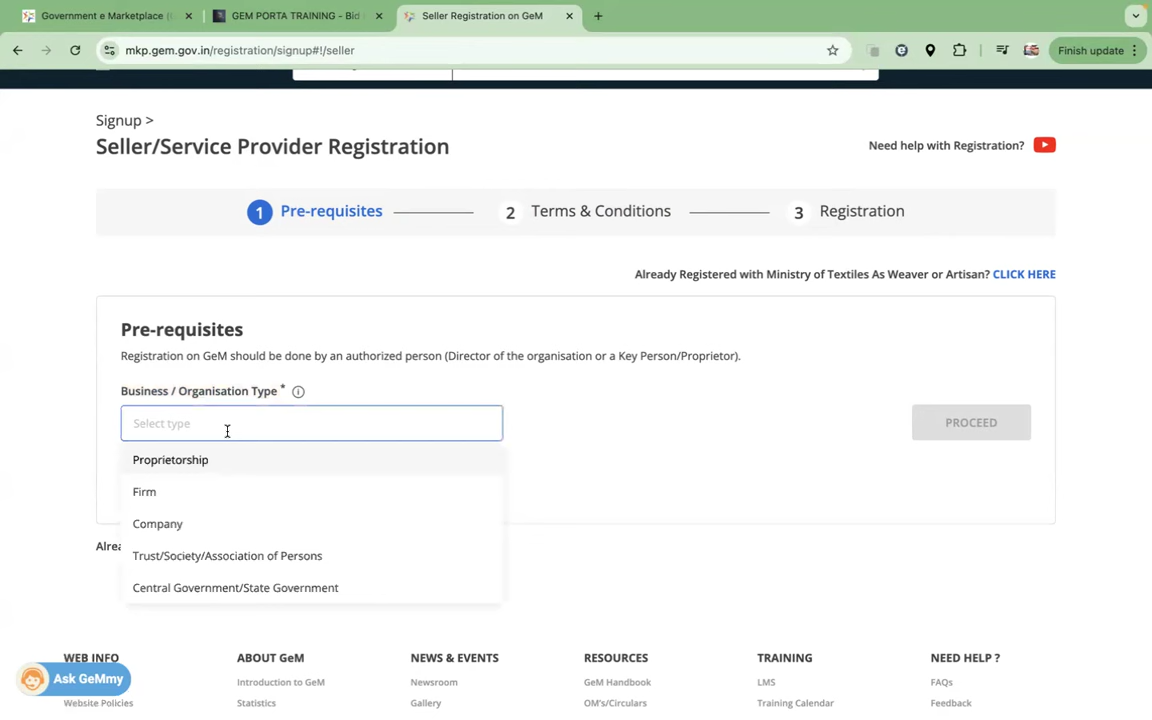 Government e Marketplace (
GEM PORTA TRAINING - Bid
Seller Registration on GeM
mkp.gem.gov.in/registration/signup#!/seller
Finish update
Signup >
Seller/Service Provider Registration
Need help with Registration?
1 Pre-requisites
2 Terms & Conditions
3 Registration
Already Registered with Ministry of Textiles As Weaver or Artisan? CLICK HERE
Pre-requisites
Registration on GeM should be done by an authorized person (Director of the organisation or a Key Person/Proprietor).
Business / Organisation Type *
Select type
PROCEED
Proprietorship
Firm
Company
Alrea
Trust/Society/Association of Persons
Central Government/State Government
WEB INFO
ABOUT GeM
NEWS & EVENTS
RESOURCES
TRAINING
NEED HELP ?
Ask GeMmy
Introduction to GeM
Newsroom
GeM Handbook
LMS
FAQs
Website Policies
Statistics
Gallery
OM's/Circulars
Training Calendar
Feedback